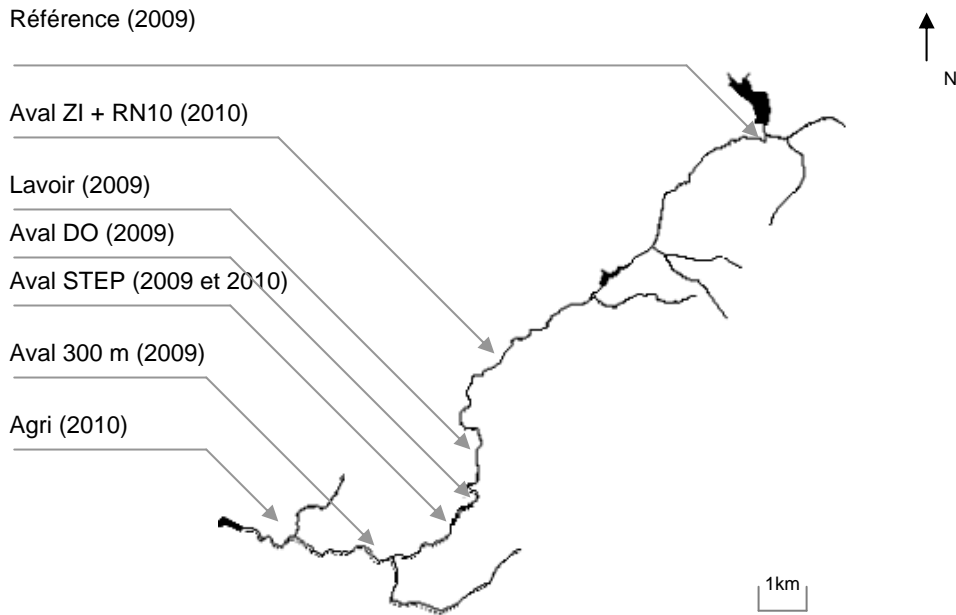 Référence (2009)
N
Aval ZI + RN10 (2010)
Lavoir (2009)
Aval DO (2009)
Aval STEP (2009 et 2010)
Aval 300 m (2009)
Agri (2010)
1km